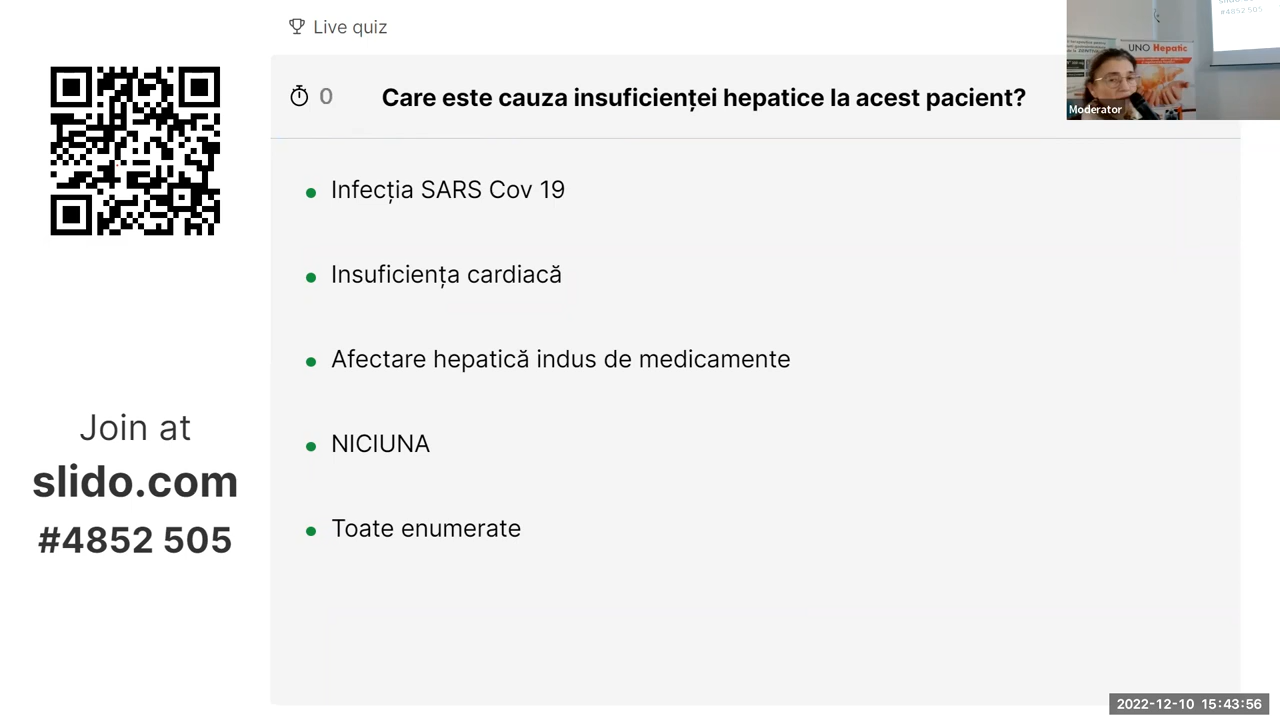 Live quiz
0
Care este cauza insuficienței hepatice la acest pacient?
Infecția SARS Cov 19
Insuficiența cardiacă
Afectare hepatică indus de medicamente
NICIUNA
Toate enumerate
Join at
slido.com
#4852 505
#4852 505
UNO Hepatic
Moderator
2022-12-10 15:43:56